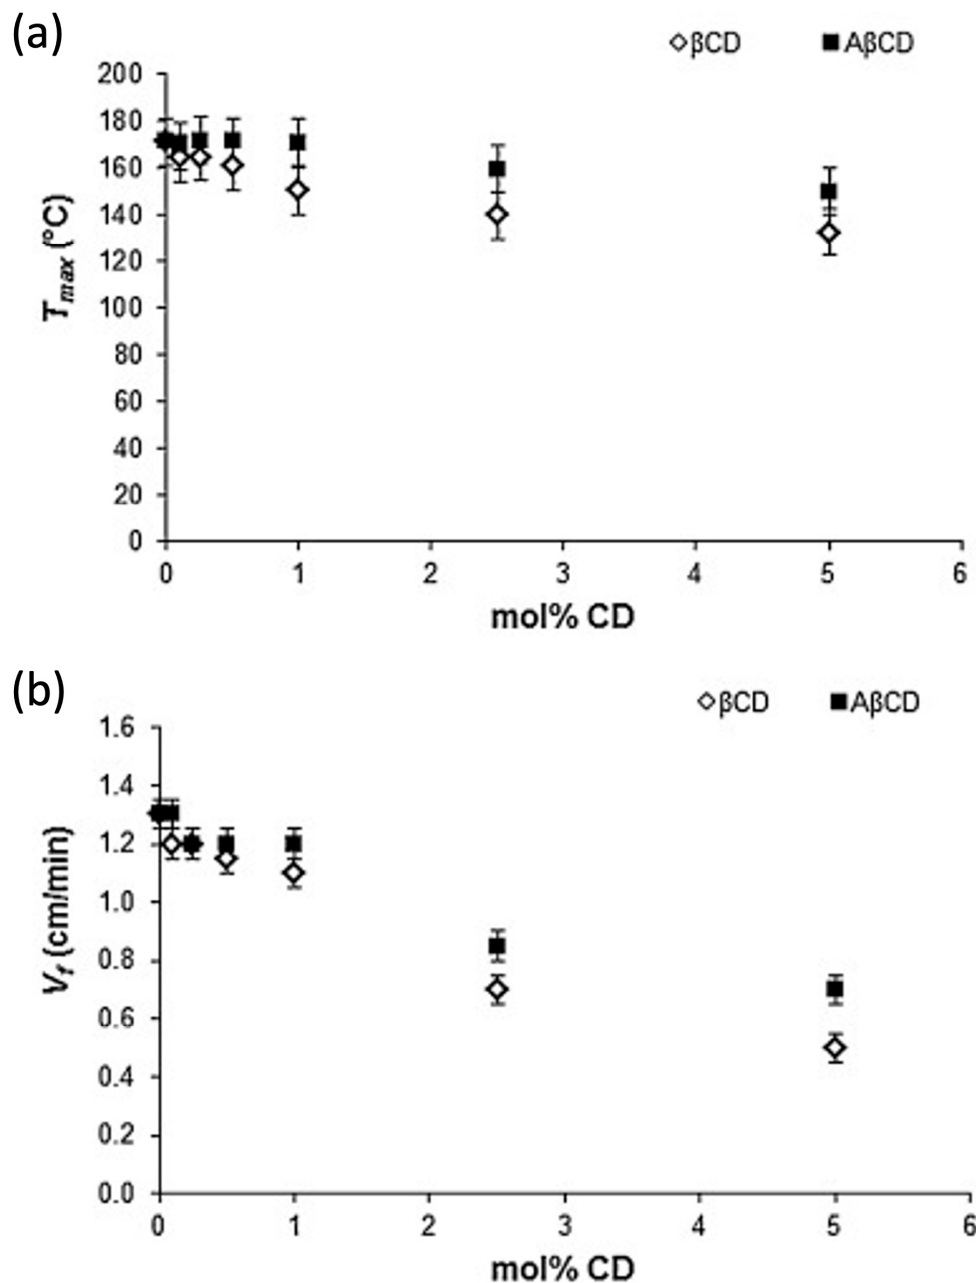 (a)
βCD
AβCD
200
180
160
140
120
100
80
60
40
20
0
Tmax (°C)
0 1 2 3 4 5 6
mol% CD
(b)
βCD
AβCD
1.6
1.4
1.2
1.0
0.8
0.6
0.4
0.2
0.0
Vf (cm/min)
0 1 2 3 4 5 6
mol% CD